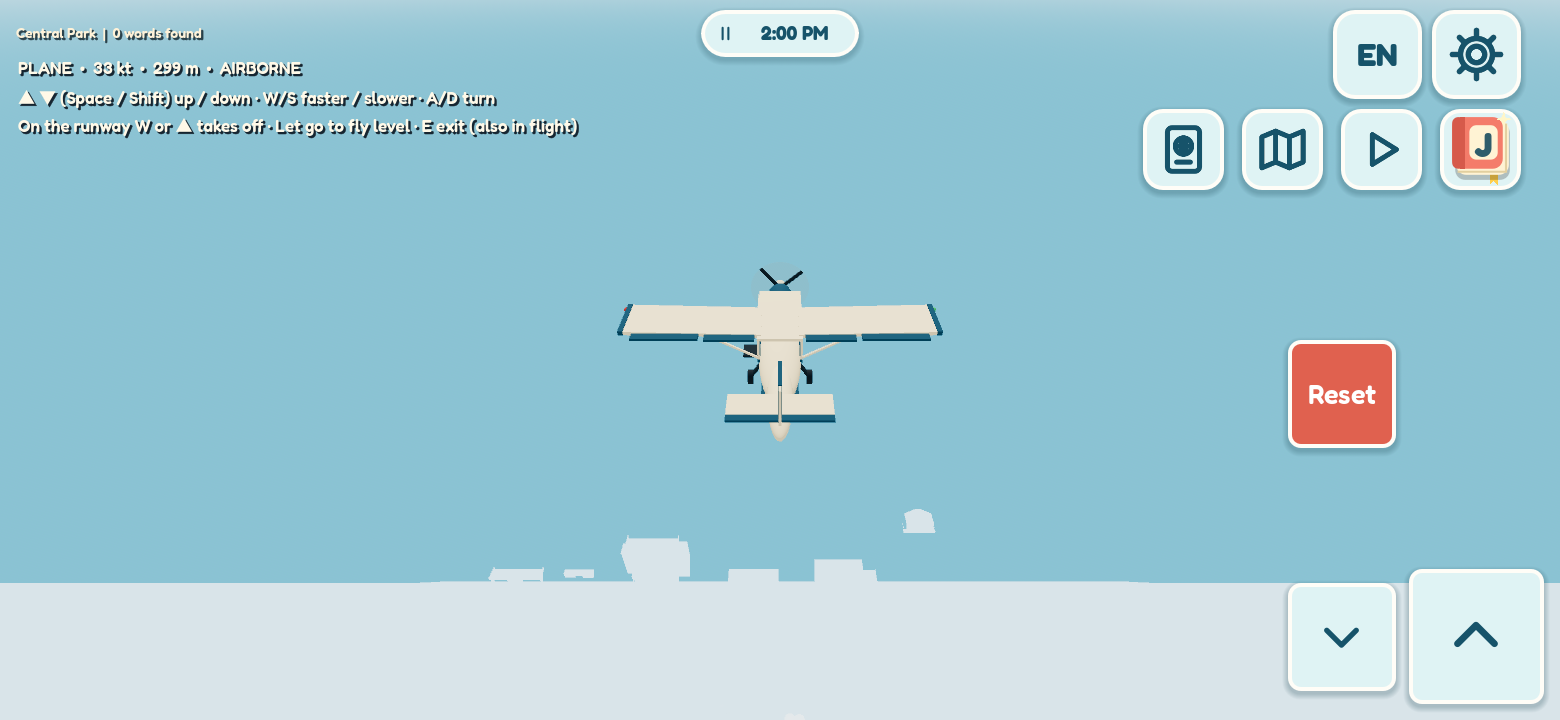 Central Park | 0 words found
2:00 PM
EN
PLANE • 33 kt • 299 m • AIRBORNE
▲ ▼ (Space / Shift) up / down · W/S faster / slower · A/D turn
On the runway W or ▲ takes off · Let go to fly level · E exit (also in flight)
J
Reset